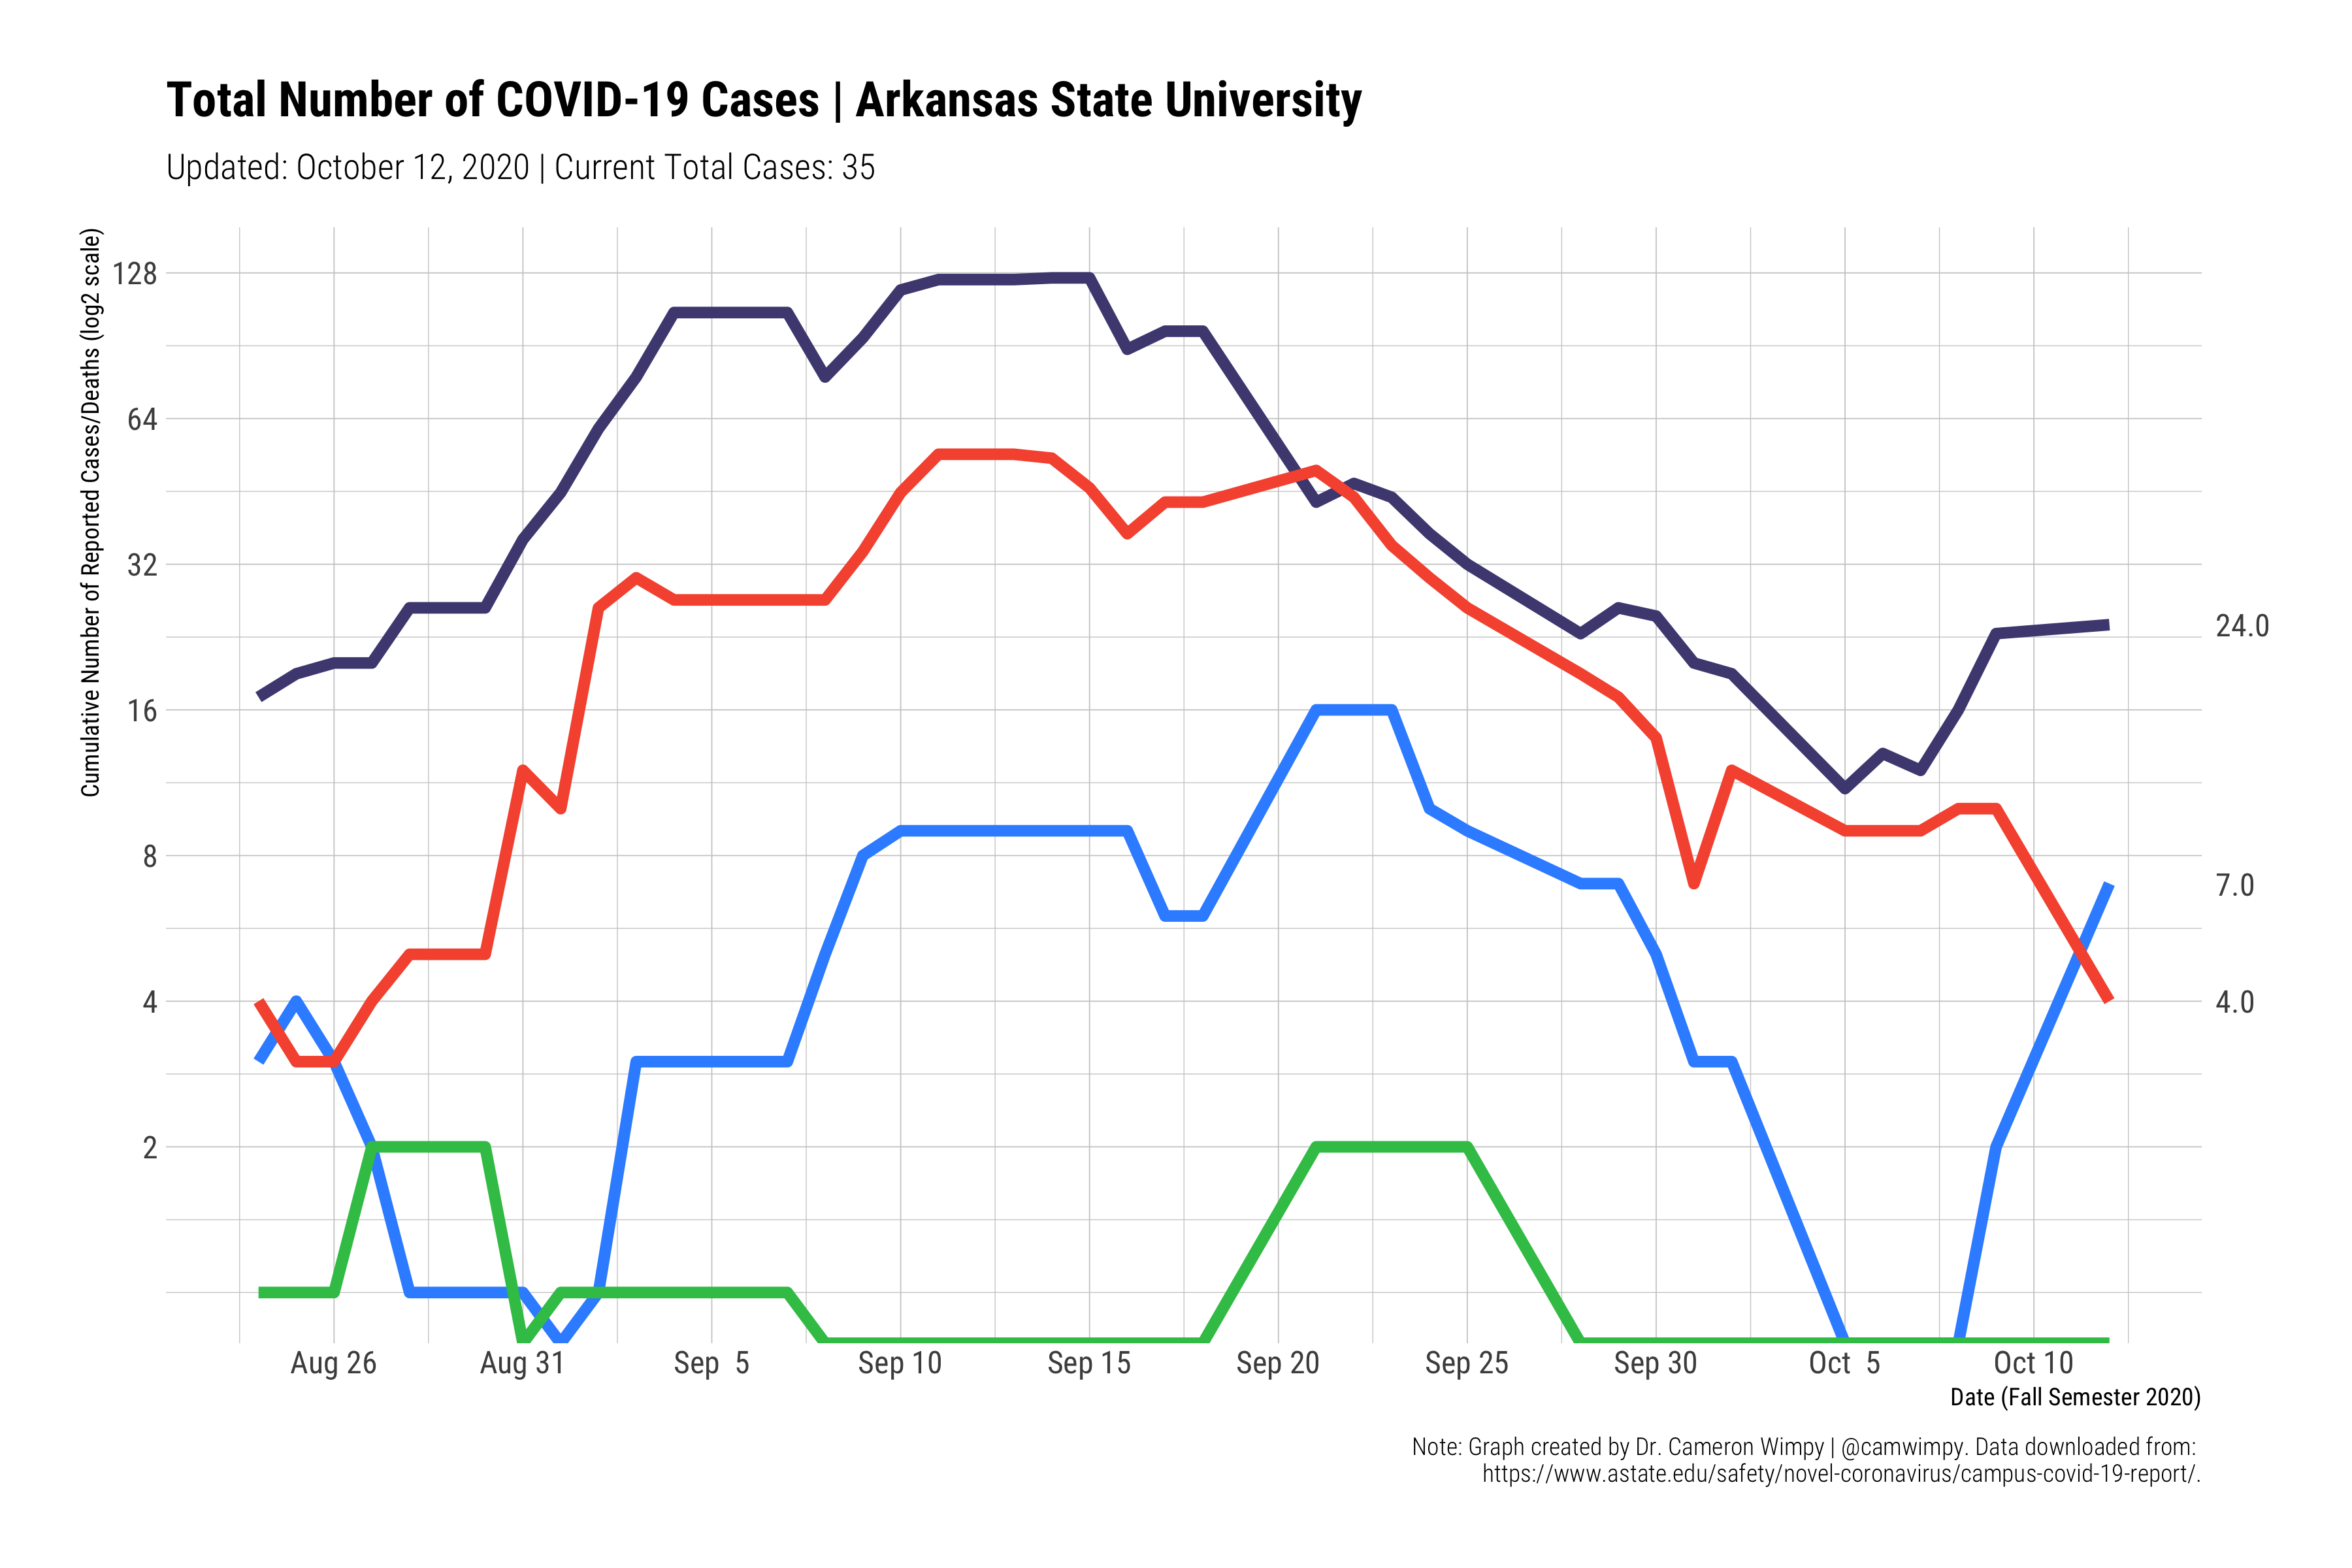 Total Number of COVID-19 Cases | Arkansas State University
Updated: October 12, 2020 | Current Total Cases: 35
Cumulative Number of Reported Cases/Deaths (log2 scale)
128
64
32
16
8
4
2
24.0
7.0
4.0
Aug 26 Aug 31 Sep 5 Sep 10 Sep 15 Sep 20 Sep 25 Sep 30 Oct 5 Oct 10
Date (Fall Semester 2020)
Note: Graph created by Dr. Cameron Wimpy | @camwimpy. Data downloaded from:
https://www.astate.edu/safety/novel-coronavirus/campus-covid-19-report/.